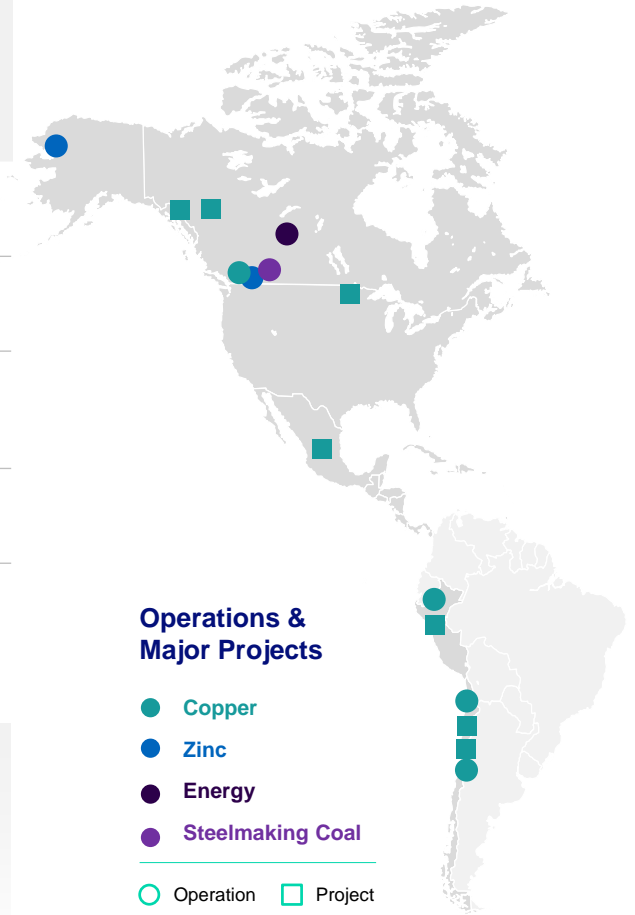 Operations &
Major Projects
Copper
Zinc
Energy
Steelmaking Coal
Operation Project